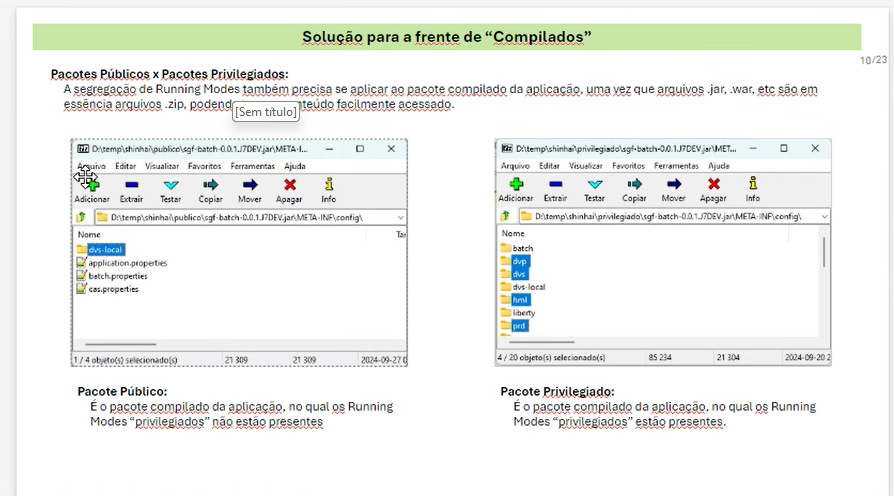 Solução para a frente de “Compilados”
10/23
Pacotes Públicos x Pacotes Privilegiados:
A segregação de Running Modes também precisa se aplicar ao pacote compilado da aplicação, uma vez que arquivos .jar, .war, etc são em
essência arquivos .zip, podend teúdo facilmente acessado.
[Sem título]
D:\temp\shinhai\publico\sgf-batch-0.0.1.J7DEV.jar\META-I...
Arquivo Editar Visualizar Favoritos Ferramentas Ajuda
Adicionar Extrair Testar Copiar Mover Apagar Info
D:\temp\shinhai\publico\sgf-batch-0.0.1.J7DEV.jar\META-INF\config\
Nome Tar
dvs-local
application.properties
batch.properties
cas.properties
1 / 4 objeto(s) selecionado(s) 21 309 21 309 2024-09-27 0
D:\temp\shinhai\privilegiado\sgf-batch-0.0.1.J7DEV.jar\MET...
Arquivo Editar Visualizar Favoritos Ferramentas Ajuda
Adicionar Extrair Testar Copiar Mover Apagar Info
D:\temp\shinhai\privilegiado\sgf-batch-0.0.1.J7DEV.jar\META-INF\config\
Nome
batch
dvp
dvs
dvs-local
hml
liberty
prd
4 / 20 objeto(s) selecionado(s) 85 234 21 304 2024-09-20 2
Pacote Público:
É o pacote compilado da aplicação, no qual os Running
Modes “privilegiados” não estão presentes
Pacote Privilegiado:
É o pacote compilado da aplicação, no qual os Running
Modes “privilegiados” estão presentes.